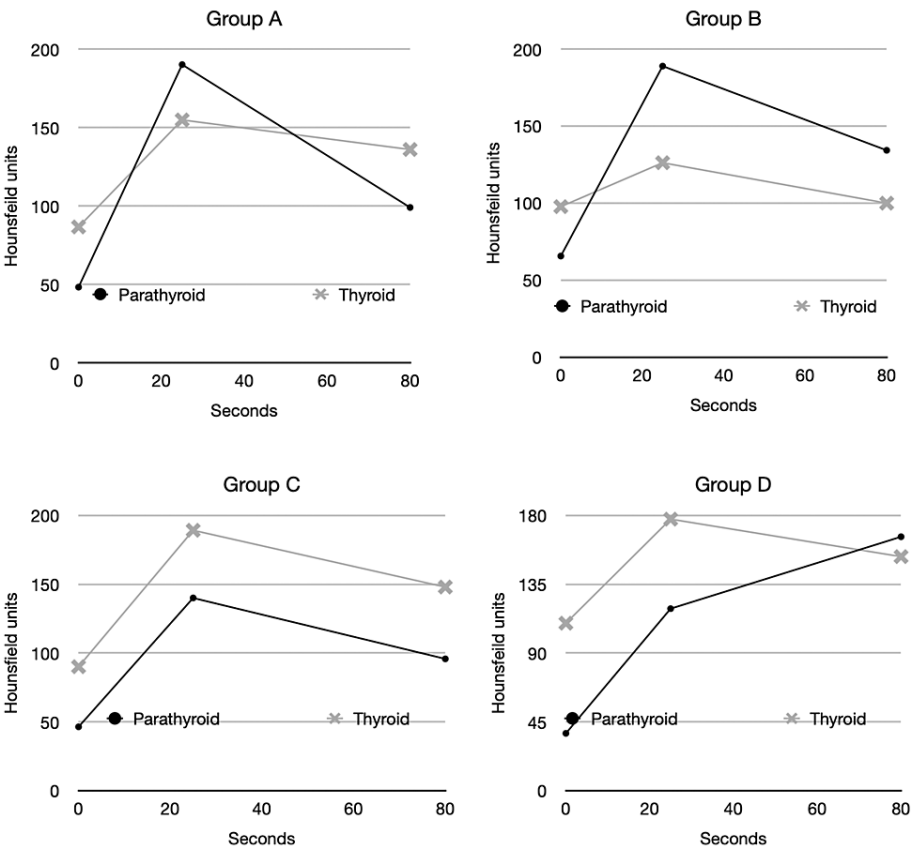 Group A
200
150
100
50
0
Hounsfeild units
Parathyroid
Thyroid
0 20 40 60 80
Seconds
Group B
200
150
100
50
0
Hounsfeild units
Parathyroid
Thyroid
0 20 40 60 80
Seconds
Group C
200
150
100
50
0
Hounsfield units
Parathyroid
Thyroid
0 20 40 60 80
Seconds
Group D
180
135
90
45
0
Hounsfeild units
Parathyroid
Thyroid
0 20 40 60 80
Seconds